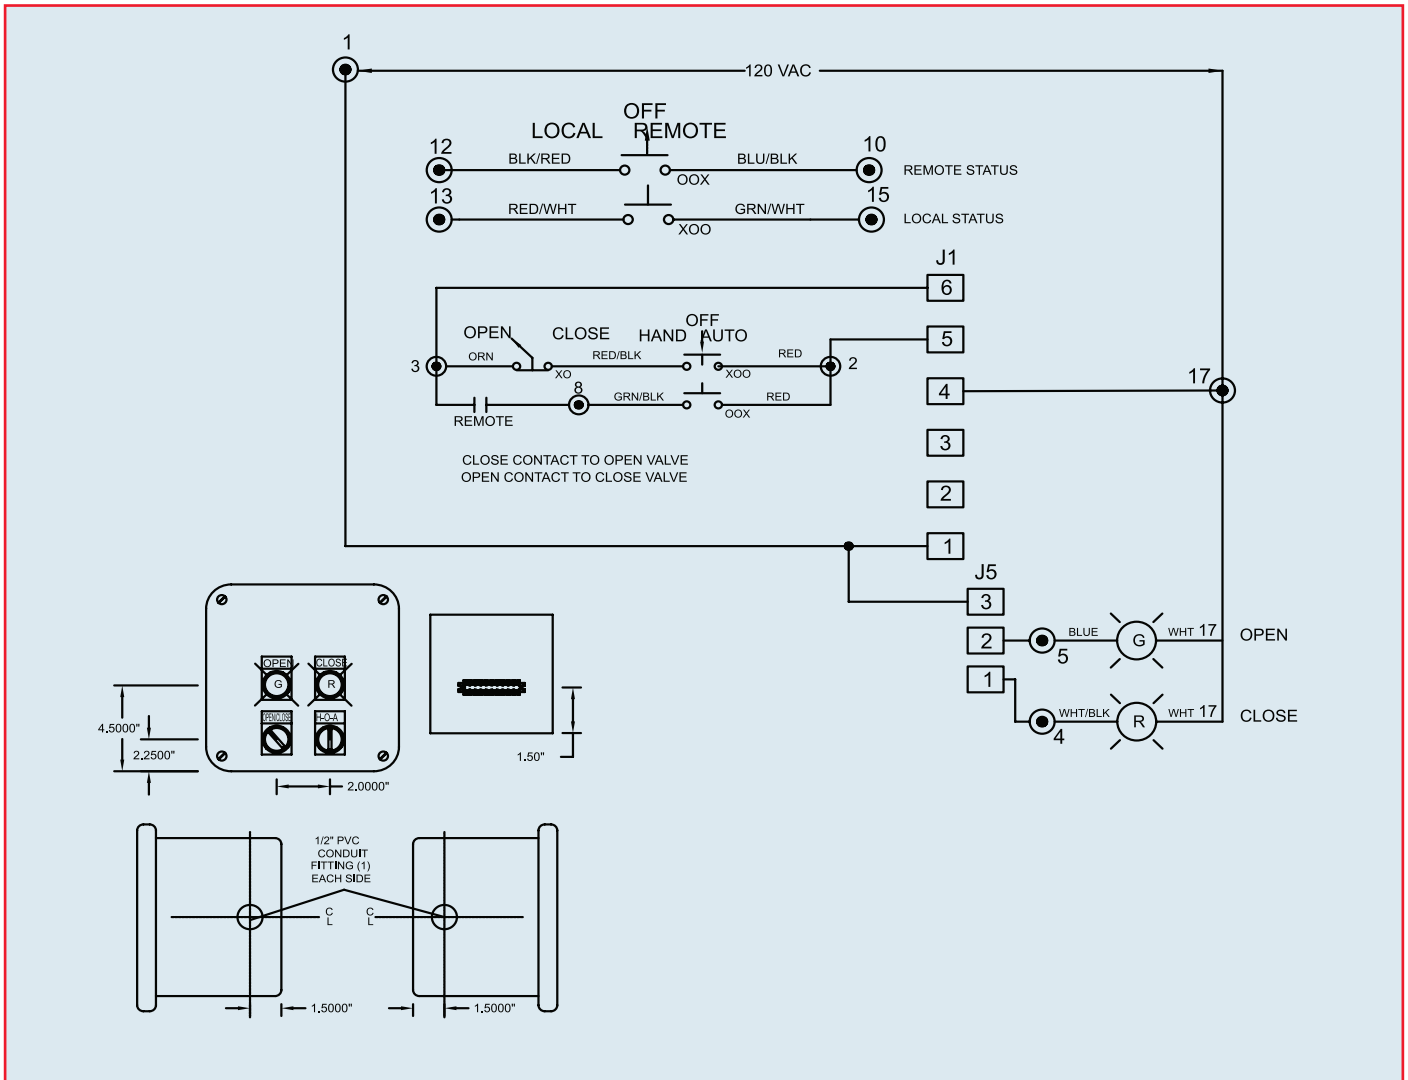 1
120 VAC
OFF
LOCAL REMOTE
12 BLK/RED BLU/BLK 10 REMOTE STATUS
OOX
13 RED/WHT GRN/WHT 15 LOCAL STATUS
XOO
J1
6
OFF
OPEN CLOSE HAND AUTO 5
3 ORN RED/BLK RED 2
XO XOO
17
8 4
GRN/BLK RED
REMOTE OOX
3
CLOSE CONTACT TO OPEN VALVE
OPEN CONTACT TO CLOSE VALVE
2
1
J5
3
2 BLUE WHT 17 OPEN
G
5
1
WHT/BLK WHT 17 CLOSE
R
4
OPEN CLOSE
G R
OPEN/CLOSE H-O-A
4.5000"
2.2500"
1.50"
2.0000"
1/2" PVC
CONDUIT
FITTING (1)
EACH SIDE
C C
L L
1.5000" 1.5000"